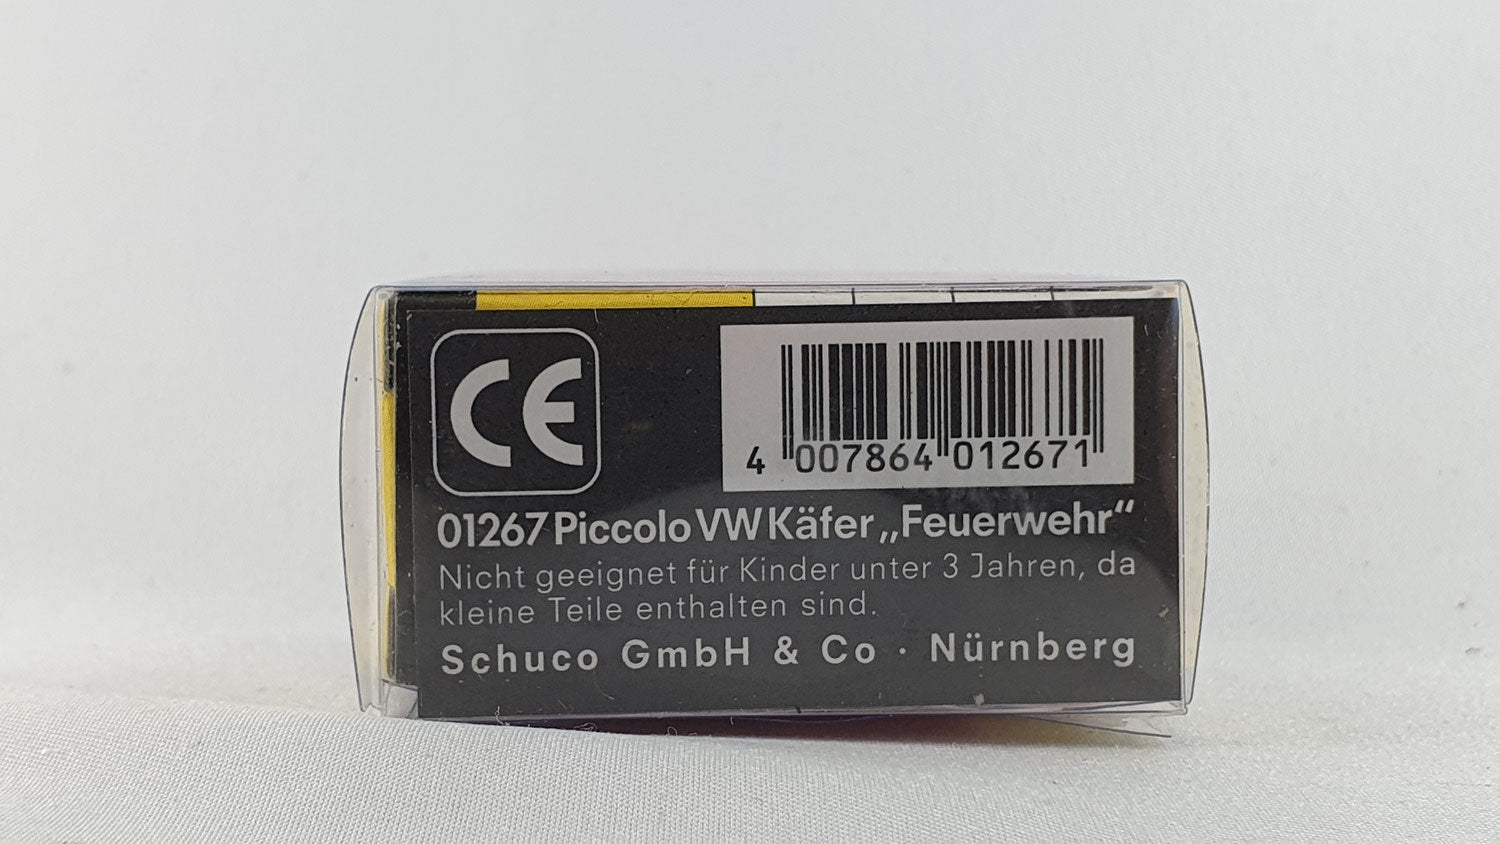 CE
4 007864 012671
01267 Piccolo VW Käfer „Feuerwehr“
Nicht geeignet für Kinder unter 3 Jahren, da
kleine Teile enthalten sind.
Schuco GmbH & Co · Nürnberg